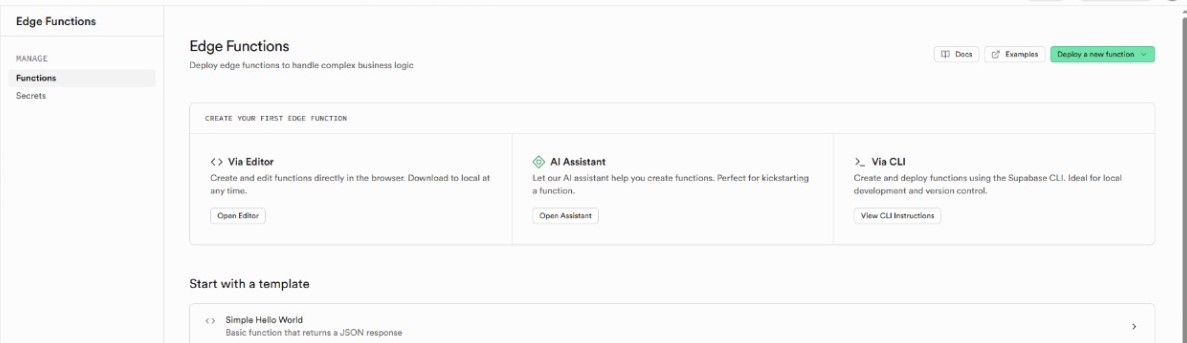 Edge Functions
MANAGE
Functions
Secrets
Edge Functions
Deploy edge functions to handle complex business logic
Docs
Examples
Deploy a new function
CREATE YOUR FIRST EDGE FUNCTION
Via Editor
Create and edit functions directly in the browser. Download to local at
any time.
Open Editor
AI Assistant
Let our AI assistant help you create functions. Perfect for kickstarting
a function.
Open Assistant
Via CLI
Create and deploy functions using the Supabase CLI. Ideal for local
development and version control.
View CLI Instructions
Start with a template
Simple Hello World
Basic function that returns a JSON response